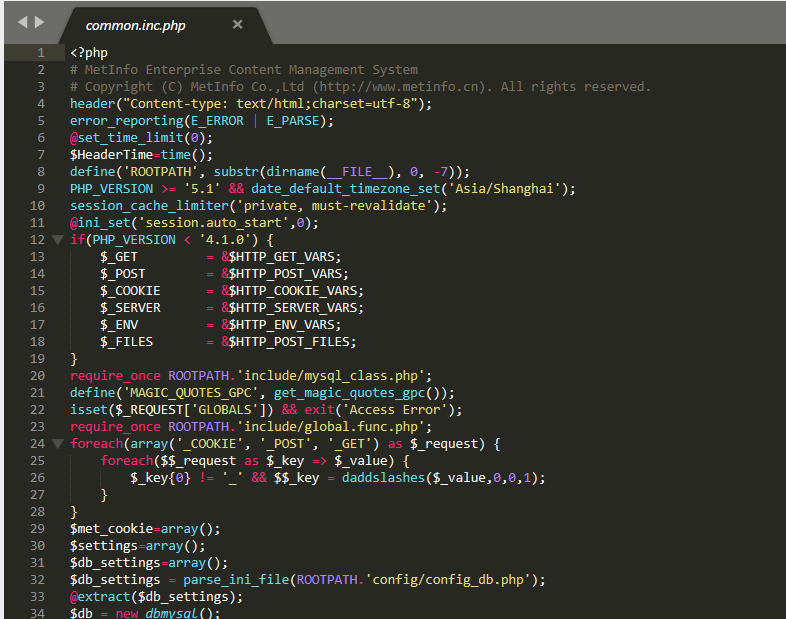 common.inc.php ×
1 <?php
2 # MetInfo Enterprise Content Management System
3 # Copyright (C) MetInfo Co.,Ltd (http://www.metinfo.cn). All rights reserved.
4 header("Content-type: text/html;charset=utf-8");
5 error_reporting(E_ERROR | E_PARSE);
6 @set_time_limit(0);
7 $HeaderTime=time();
8 define('ROOTPATH', substr(dirname(__FILE__), 0, -7));
9 PHP_VERSION >= '5.1' && date_default_timezone_set('Asia/Shanghai');
10 session_cache_limiter('private, must-revalidate');
11 @ini_set('session.auto_start',0);
12 if(PHP_VERSION < '4.1.0') {
13     $_GET         = &$HTTP_GET_VARS;
14     $_POST        = &$HTTP_POST_VARS;
15     $_COOKIE      = &$HTTP_COOKIE_VARS;
16     $_SERVER      = &$HTTP_SERVER_VARS;
17     $_ENV         = &$HTTP_ENV_VARS;
18     $_FILES       = &$HTTP_POST_FILES;
19 }
20 require_once ROOTPATH.'include/mysql_class.php';
21 define('MAGIC_QUOTES_GPC', get_magic_quotes_gpc());
22 isset($_REQUEST['GLOBALS']) && exit('Access Error');
23 require_once ROOTPATH.'include/global.func.php';
24 foreach(array('_COOKIE', '_POST', '_GET') as $_request) {
25     foreach($$_request as $_key => $_value) {
26         $_key{0} != '_' && $$_key = daddslashes($_value,0,0,1);
27     }
28 }
29 $met_cookie=array();
30 $settings=array();
31 $db_settings=array();
32 $db_settings = parse_ini_file(ROOTPATH.'config/config_db.php');
33 @extract($db_settings);
34 $db = new dbmysql();